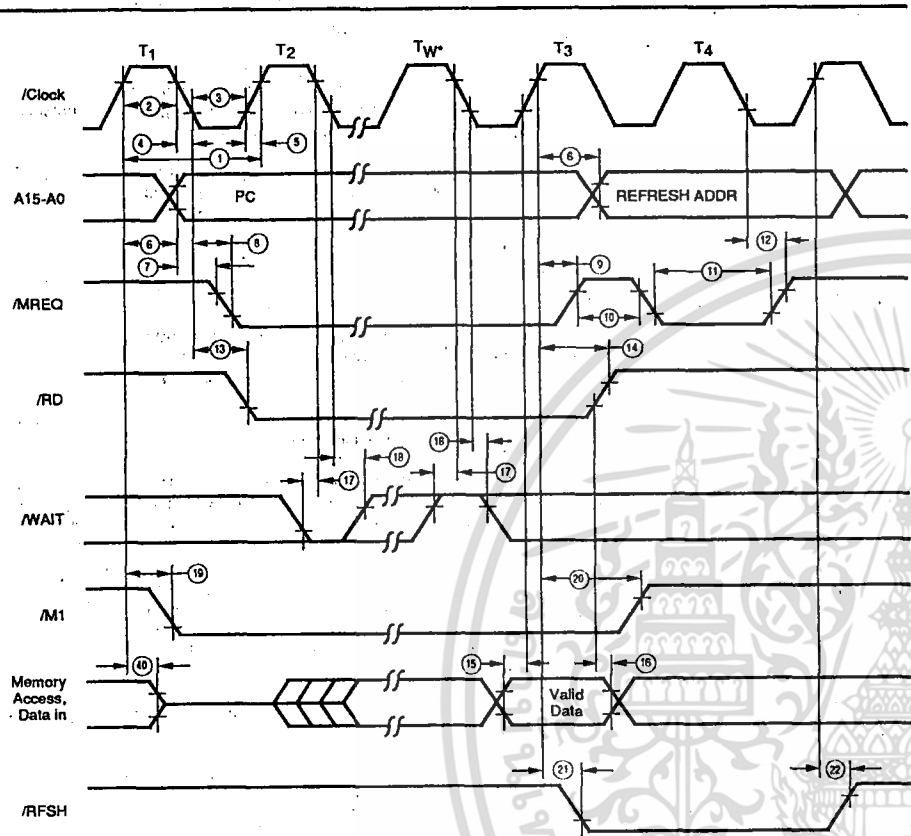 T1 T2 TW* T3 T4
/Clock
2 3
4 5
1
6
A15-A0
PC
REFRESH ADDR
6 8
7
12
9 11
/MREQ
10
13 14
/RD
18 16
17 17
/WAIT
19 20
/M1
40 15 16
Memory
Access,
Data in
Valid
Data
21 22
/RFSH